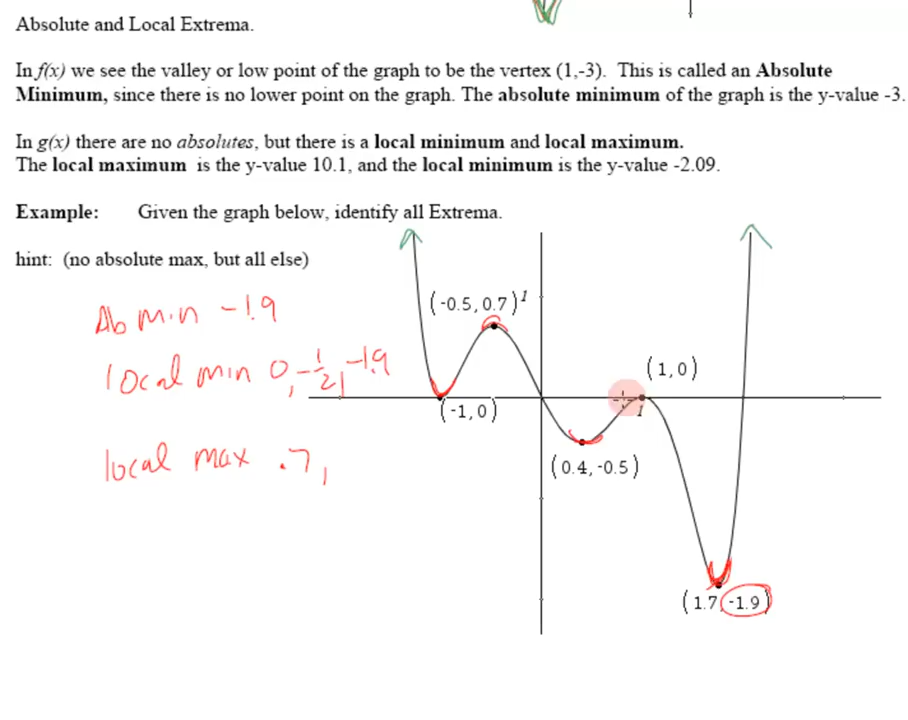 Absolute and Local Extrema.
In f(x) we see the valley or low point of the graph to be the vertex (1,-3). This is called an Absolute
Minimum, since there is no lower point on the graph. The absolute minimum of the graph is the y-value -3.
In g(x) there are no absolutes, but there is a local minimum and local maximum.
The local maximum is the y-value 10.1, and the local minimum is the y-value -2.09.
Example: Given the graph below, identify all Extrema.
hint: (no absolute max, but all else)
Ab min -1.9
(-0.5, 0.7) 1
local min 0, -1/2, -1.9
(1,0)
1
(-1,0)
local max .7,
(0.4,-0.5)
(1.7,-1.9)